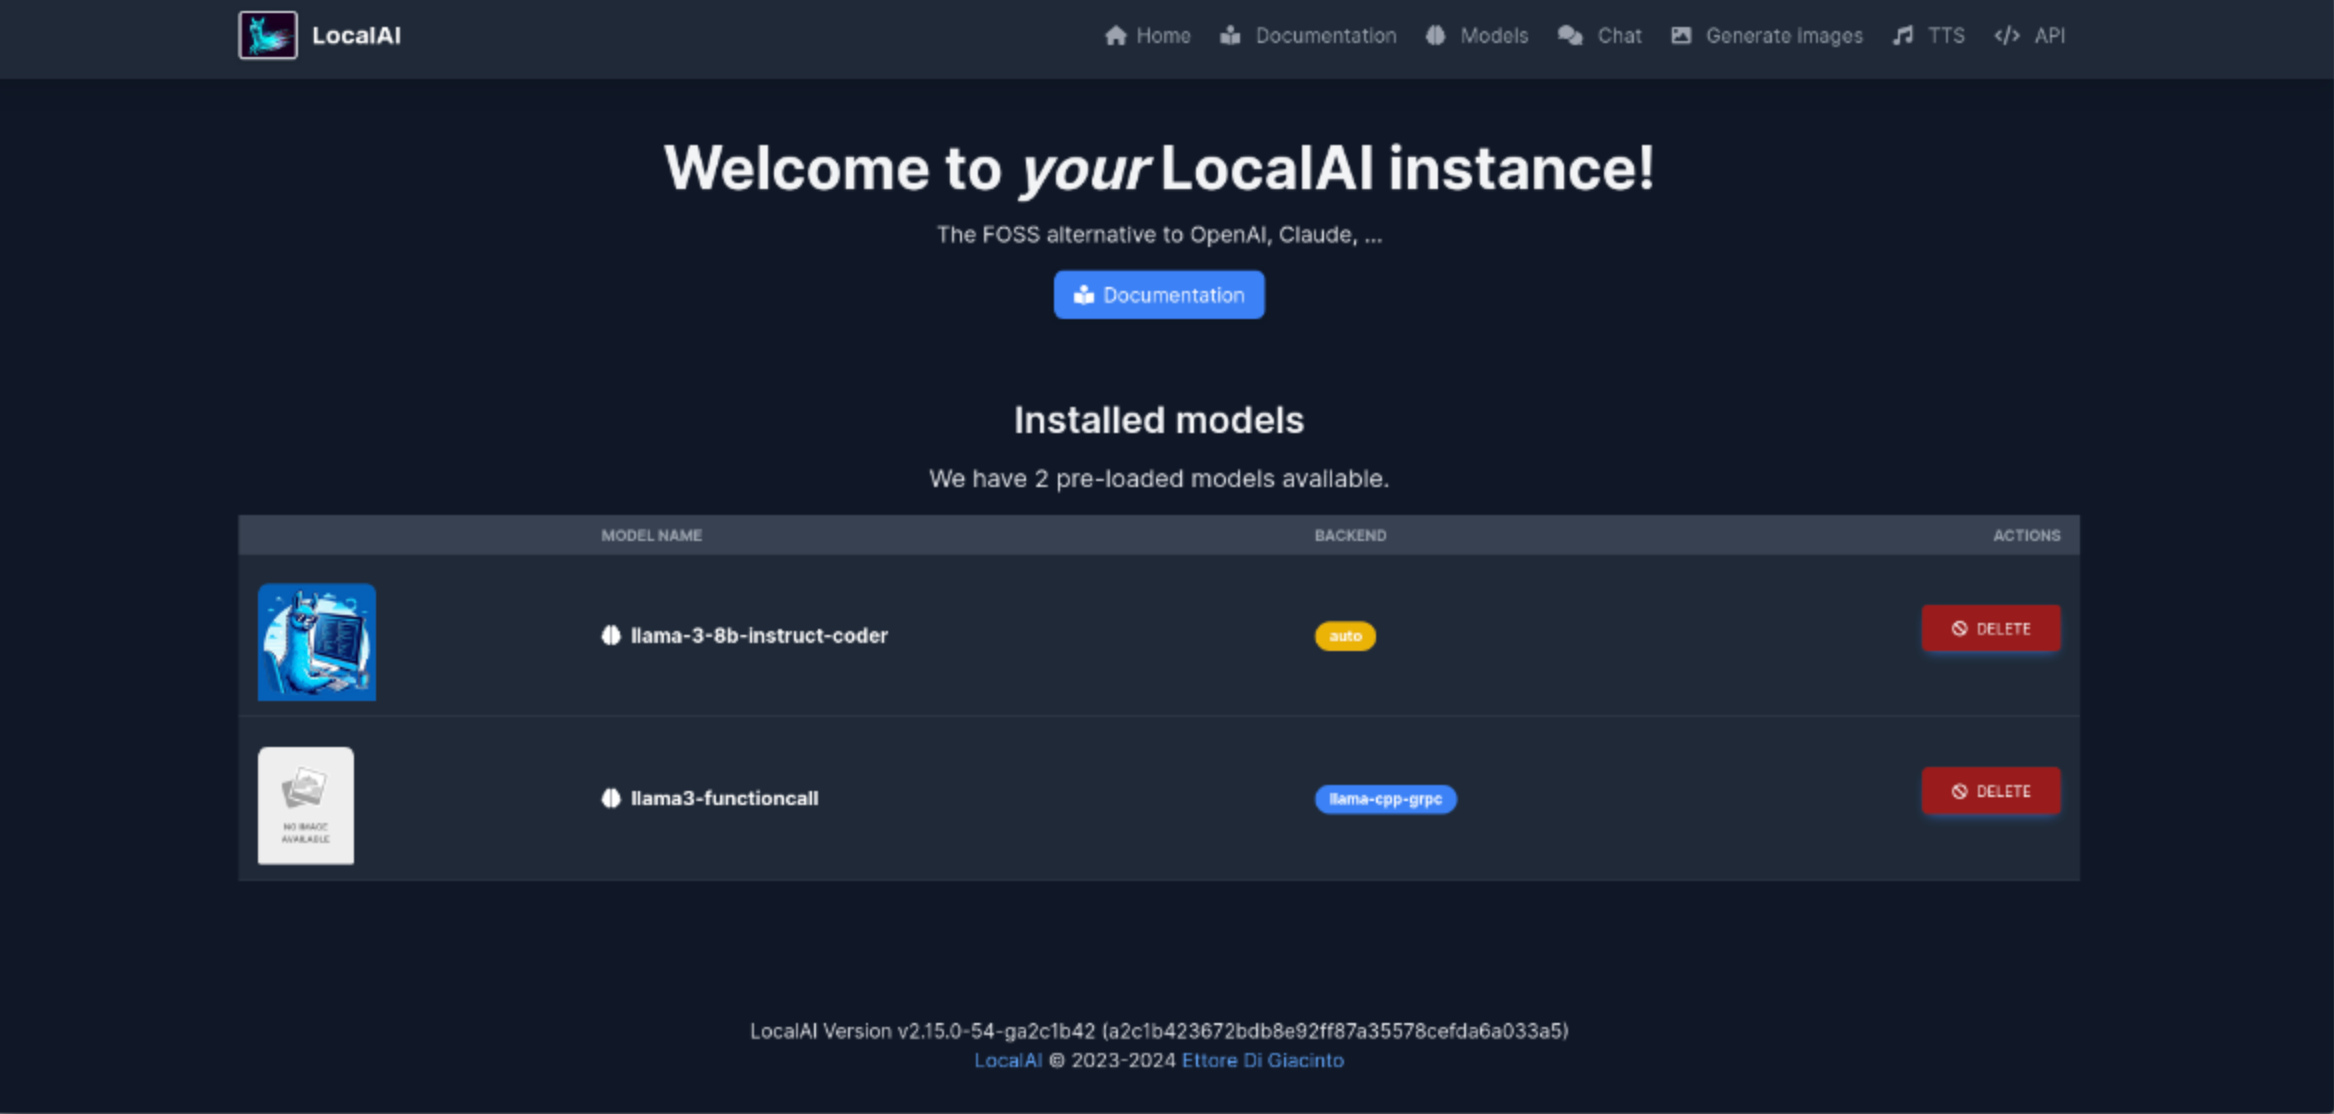 LocalAI
Home Documentation Models Chat Generate images TTS API
Welcome to your LocalAI instance!
The FOSS alternative to OpenAI, Claude, ...
Documentation
Installed models
We have 2 pre-loaded models available.
MODEL NAME BACKEND ACTIONS
llama-3-8b-instruct-coder auto DELETE
llama3-functioncall llama-cpp-grpc DELETE
NO IMAGE
AVAILABLE
LocalAI Version v2.15.0-54-ga2c1b42 (a2c1b423672bdb8e92ff87a35578cefda6a033a5)
LocalAI © 2023-2024 Ettore Di Giacinto